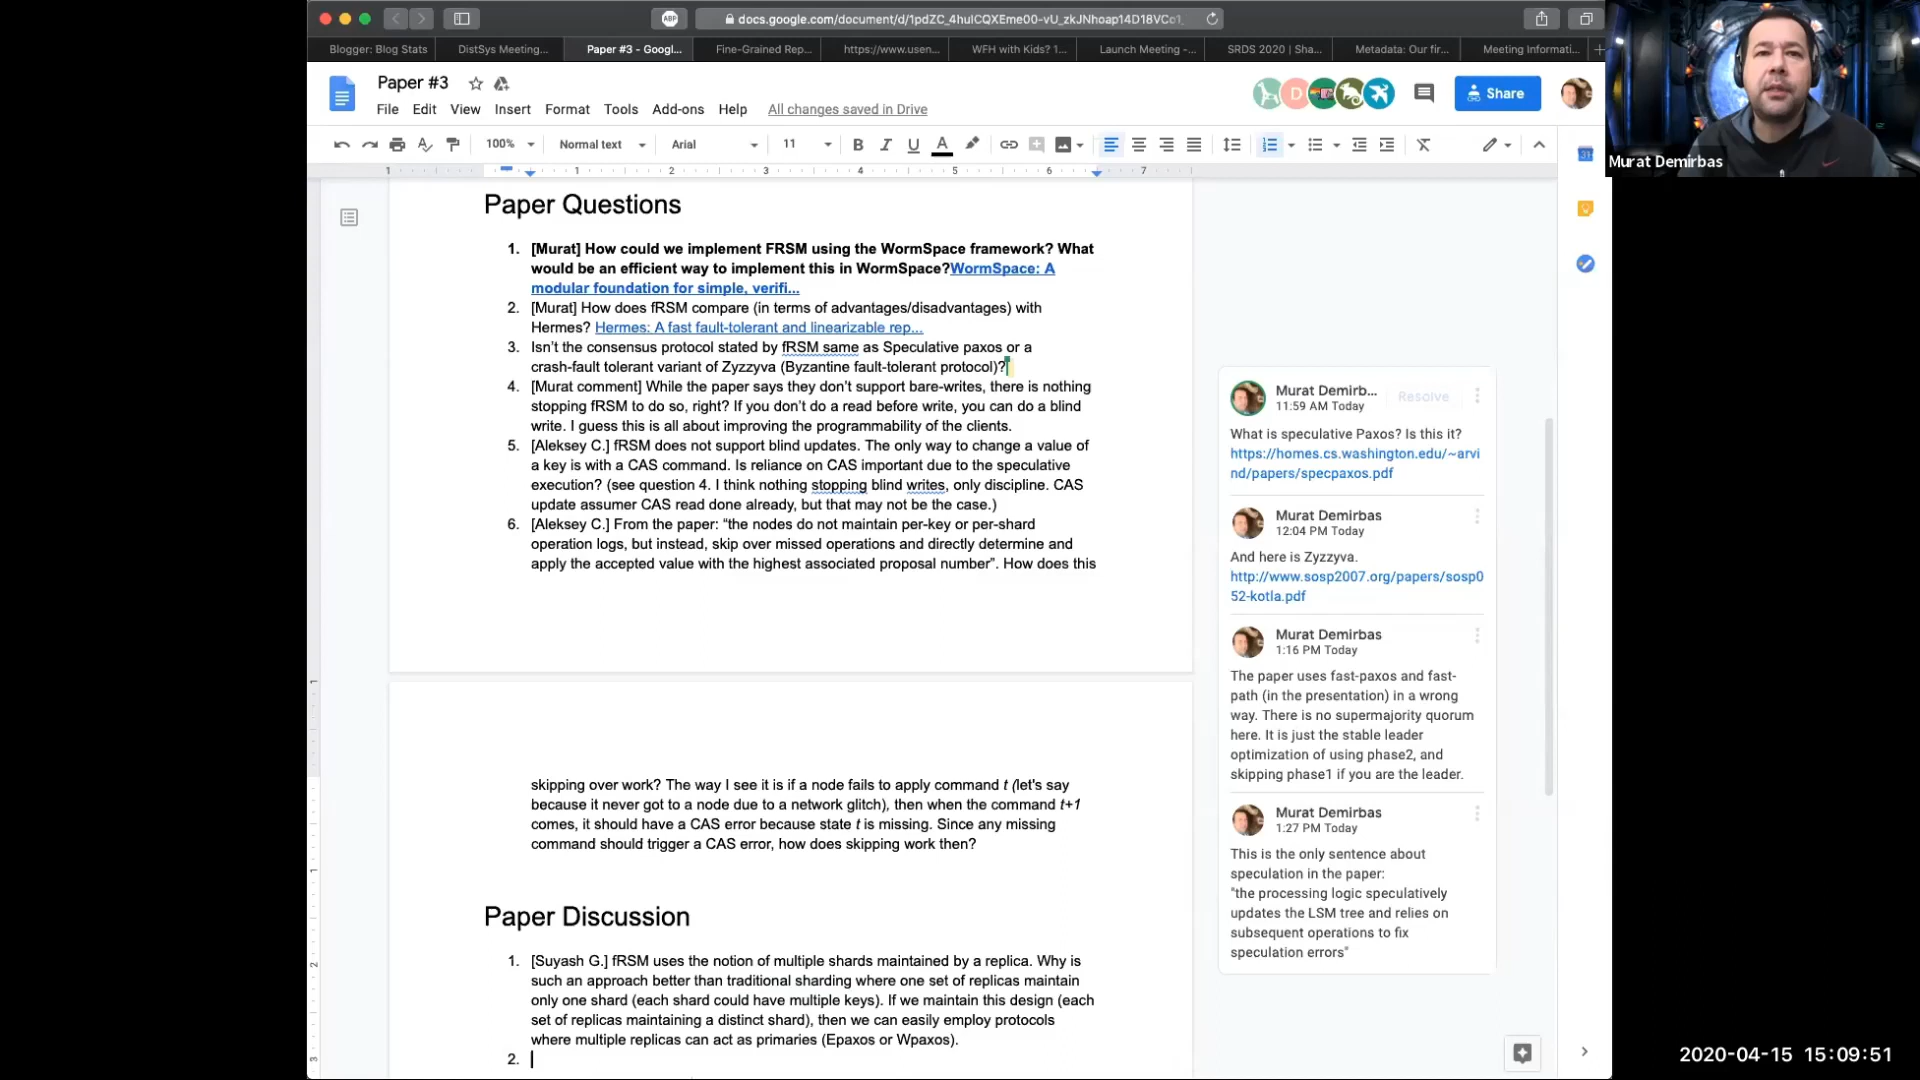 docs.google.com/document/d/1pdZC_4huICQXEme00-vU_zkJNhoap14D18VCo1_
ABP
Blogger: Blog Stats
DistSys Meeting...
Paper #3 - Googl...
Fine-Grained Rep...
https://www.usen...
WFH with Kids? 1...
Launch Meeting -...
SRDS 2020 | Sha...
Metadata: Our fir...
Meeting Informati...
Paper #3
File Edit View Insert Format Tools Add-ons Help All changes saved in Drive
D
Share
Murat Demirbas
100% Normal text Arial 11 B I U A
1 1 2 3 4 5 6 7
31
Paper Questions
1. [Murat] How could we implement FRSM using the WormSpace framework? What
would be an efficient way to implement this in WormSpace?WormSpace: A
modular foundation for simple, verifi...
2. [Murat] How does fRSM compare (in terms of advantages/disadvantages) with
Hermes? Hermes: A fast fault-tolerant and linearizable rep...
3. Isn't the consensus protocol stated by fRSM same as Speculative paxos or a
crash-fault tolerant variant of Zyzzyva (Byzantine fault-tolerant protocol)?
4. [Murat comment] While the paper says they don't support bare-writes, there is nothing
stopping fRSM to do so, right? If you don't do a read before write, you can do a blind
write. I guess this is all about improving the programmability of the clients.
5. [Aleksey C.] fRSM does not support blind updates. The only way to change a value of
a key is with a CAS command. Is reliance on CAS important due to the speculative
execution? (see question 4. I think nothing stopping blind writes, only discipline. CAS
update assumer CAS read done already, but that may not be the case.)
6. [Aleksey C.] From the paper: “the nodes do not maintain per-key or per-shard
operation logs, but instead, skip over missed operations and directly determine and
apply the accepted value with the highest associated proposal number”. How does this
skipping over work? The way I see it is if a node fails to apply command t (let's say
because it never got to a node due to a network glitch), then when the command t+1
comes, it should have a CAS error because state t is missing. Since any missing
command should trigger a CAS error, how does skipping work then?
Paper Discussion
1. [Suyash G.] fRSM uses the notion of multiple shards maintained by a replica. Why is
such an approach better than traditional sharding where one set of replicas maintain
only one shard (each shard could have multiple keys). If we maintain this design (each
set of replicas maintaining a distinct shard), then we can easily employ protocols
where multiple replicas can act as primaries (Epaxos or Wpaxos).
2.
1
1
2
3
Murat Demirb...
11:59 AM Today
Resolve
What is speculative Paxos? Is this it?
https://homes.cs.washington.edu/~arvi
nd/papers/specpaxos.pdf
Murat Demirbas
12:04 PM Today
And here is Zyzzyva.
http://www.sosp2007.org/papers/sosp0
52-kotla.pdf
Murat Demirbas
1:16 PM Today
The paper uses fast-paxos and fast-
path (in the presentation) in a wrong
way. There is no supermajority quorum
here. It is just the stable leader
optimization of using phase2, and
skipping phase1 if you are the leader.
Murat Demirbas
1:27 PM Today
This is the only sentence about
speculation in the paper:
"the processing logic speculatively
updates the LSM tree and relies on
subsequent operations to fix
speculation errors"
2020-04-15 15:09:51